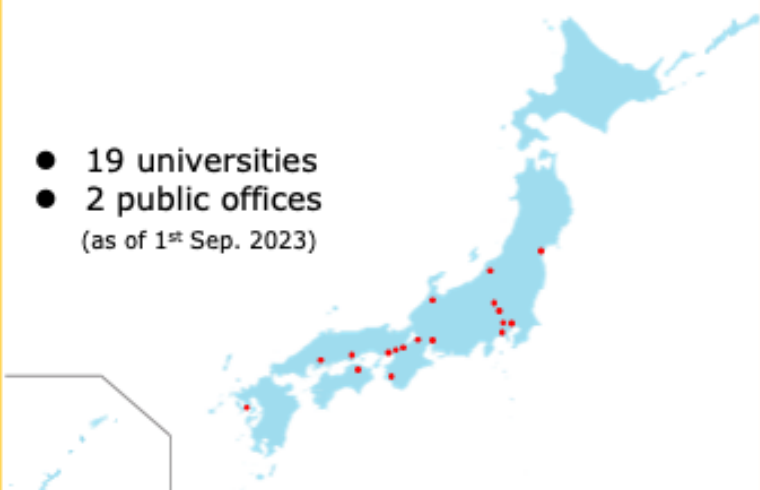 ● 19 universities
● 2 public offices
(as of 1st Sep. 2023)